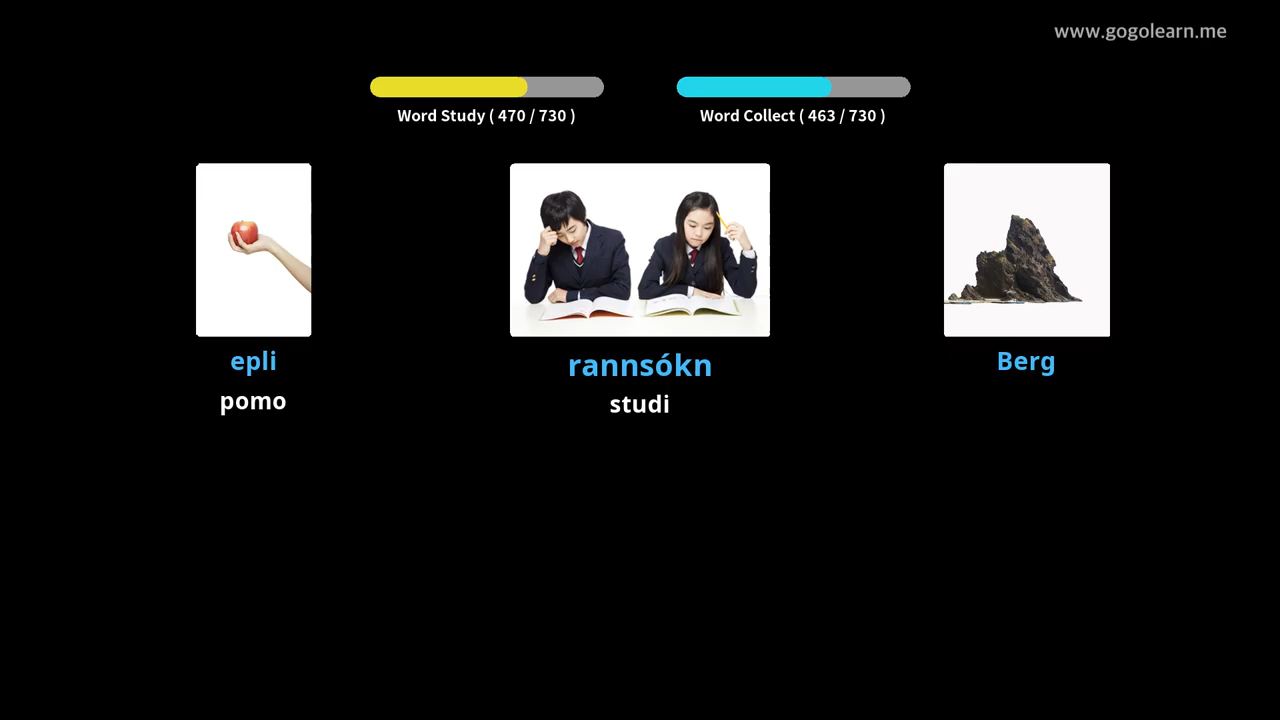 www.gogolearn.me
Word Study ( 470 / 730 )
Word Collect ( 463 / 730 )
epli
pomo
rannsókn
studi
Berg